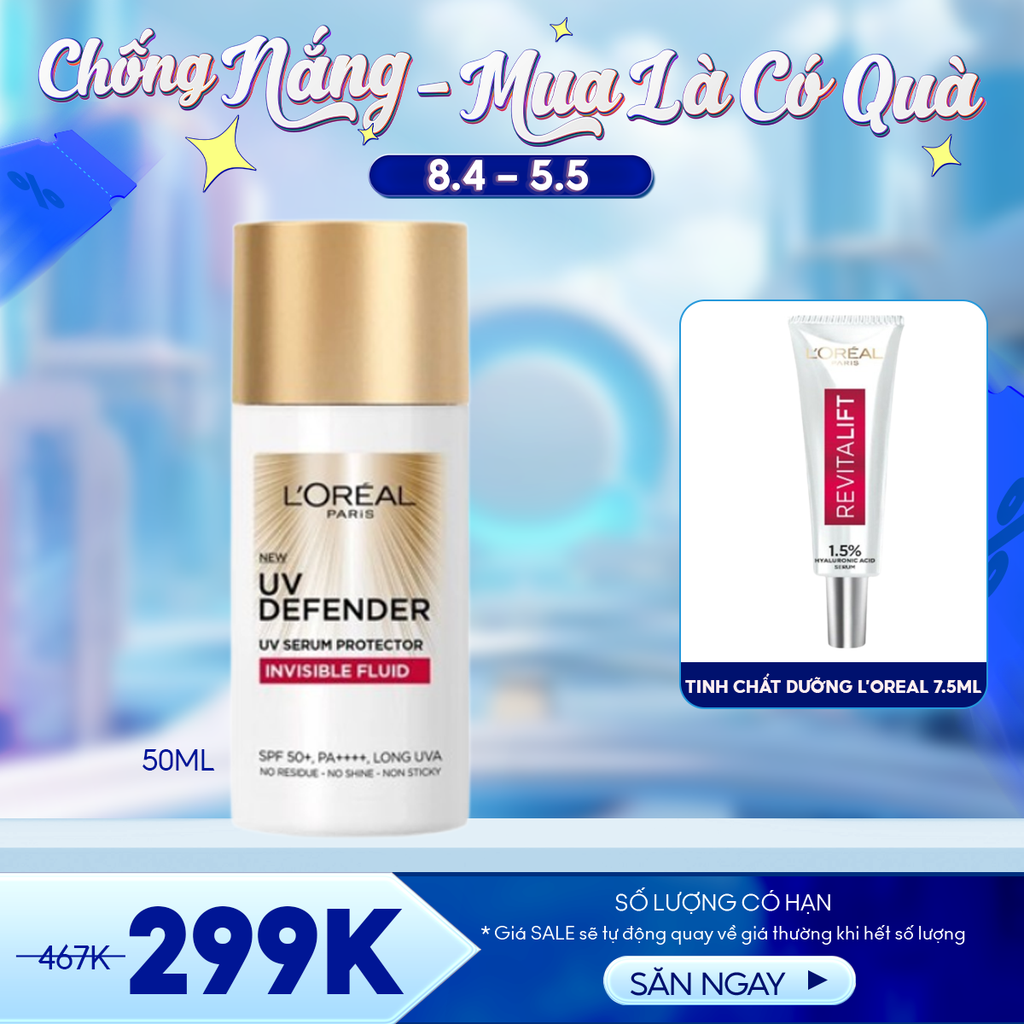 Chống Nắng - Mua Là Có Quà
8.4 - 5.5
L'ORÉAL
PARIS
NEW
UV
DEFENDER
UV SERUM PROTECTOR
INVISIBLE FLUID
SPF 50+, PA++++, LONG UVA
NO RESIDUE - NO SHINE - NON STICKY
50ML
L'ORÉAL
PARIS
REVITALIFT
1.5%
HYALURONIC ACID
SERUM
TINH CHẤT DƯỠNG L'OREAL 7.5ML
467K
299K
SỐ LƯỢNG CÓ HẠN
* Giá SALE sẽ tự động quay về giá thường khi hết số lượng
SĂN NGAY
%
%